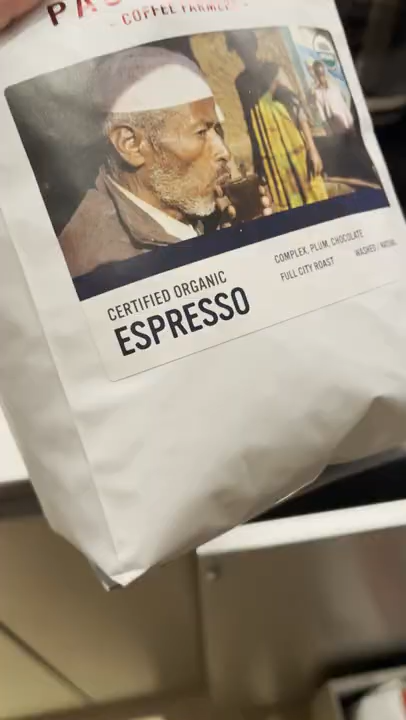 COFFEE FARMERS
CERTIFIED ORGANIC
ESPRESSO
COMPLEX, PLUM, CHOCOLATE
FULL CITY ROAST
WASHED / NATURAL